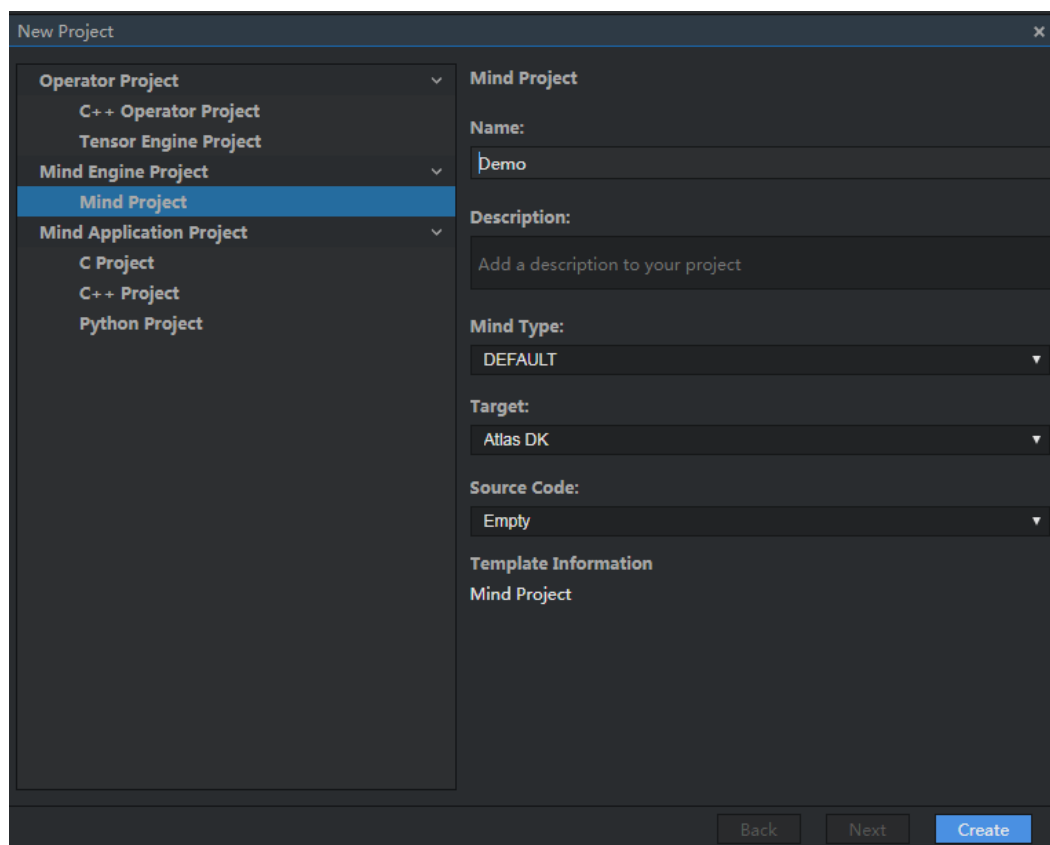 New Project
Operator Project
C++ Operator Project
Tensor Engine Project
Mind Engine Project
Mind Project
Mind Application Project
C Project
C++ Project
Python Project
Mind Project
Name:
Demo
Description:
Add a description to your project
Mind Type:
DEFAULT
Target:
Atlas DK
Source Code:
Empty
Template Information
Mind Project
Back
Next
Create